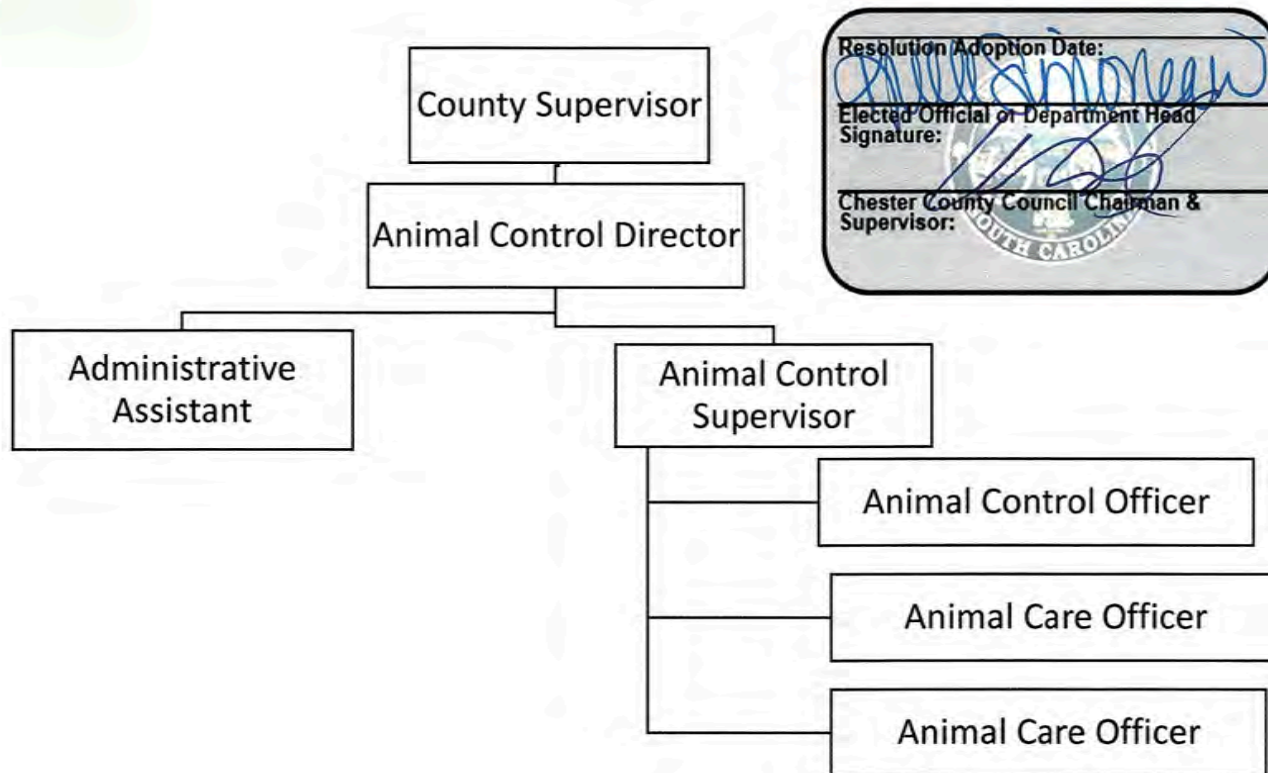 Resolution Adoption Date:
Elected Official or Department Head
Signature:
Chester County Council Chairman &
Supervisor:
SOUTH CAROLINA
County Supervisor
Animal Control Director
Administrative
Assistant
Animal Control
Supervisor
Animal Control Officer
Animal Care Officer
Animal Care Officer